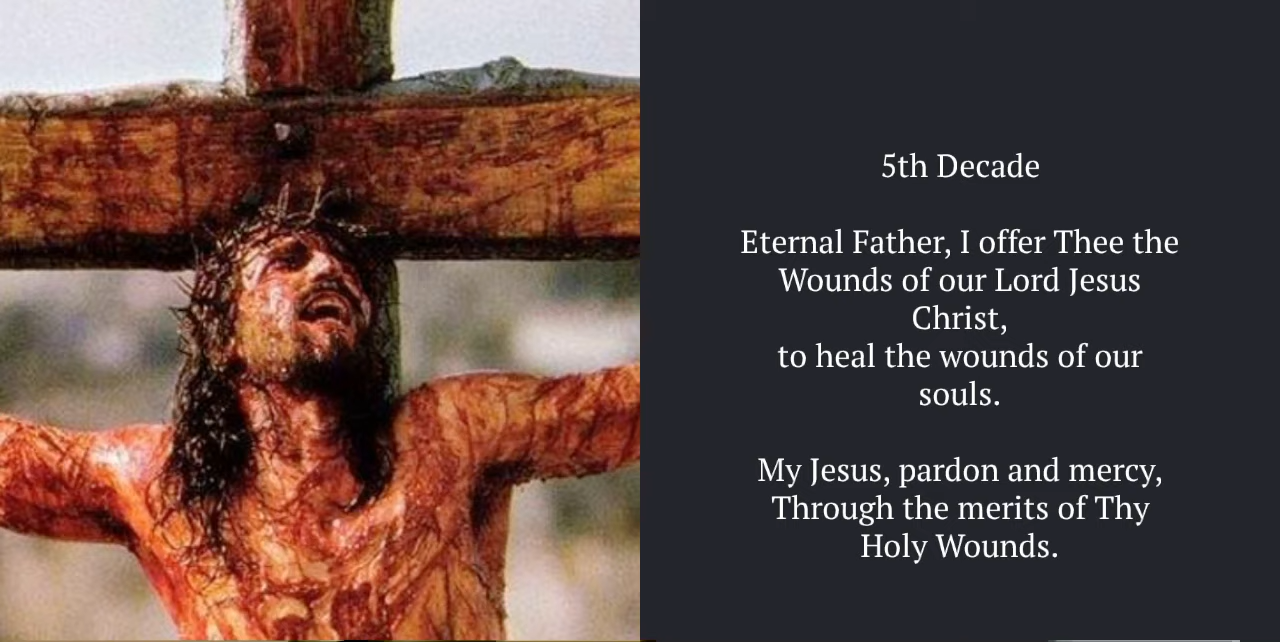 5th Decade
Eternal Father, I offer Thee the
Wounds of our Lord Jesus
Christ,
to heal the wounds of our
souls.
My Jesus, pardon and mercy,
Through the merits of Thy
Holy Wounds.